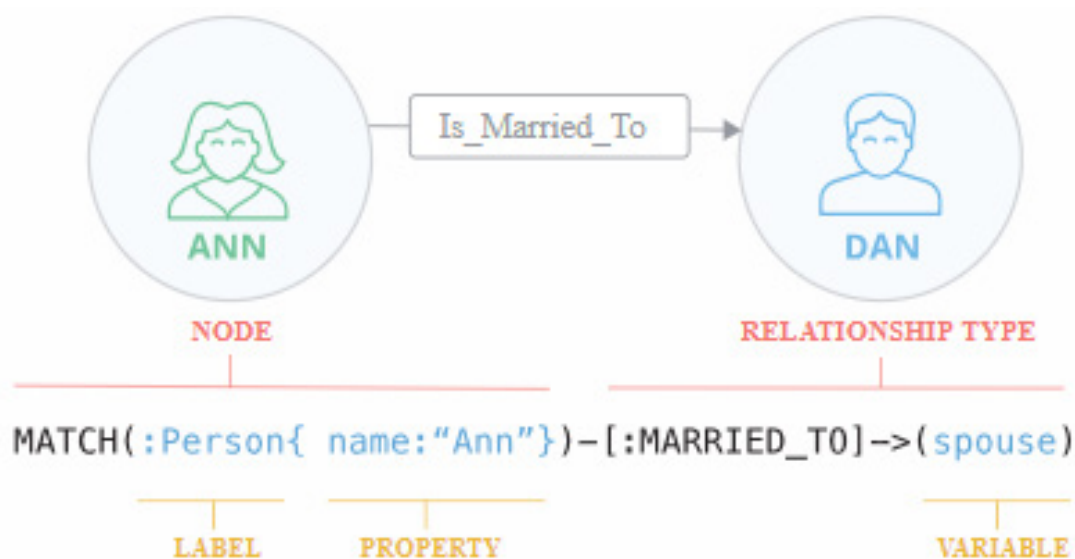 Is_Married_To
ANN
DAN
NODE
RELATIONSHIP TYPE
MATCH(:Person{ name:“Ann”})–[:MARRIED_TO]–>(spouse)
LABEL
PROPERTY
VARIABLE